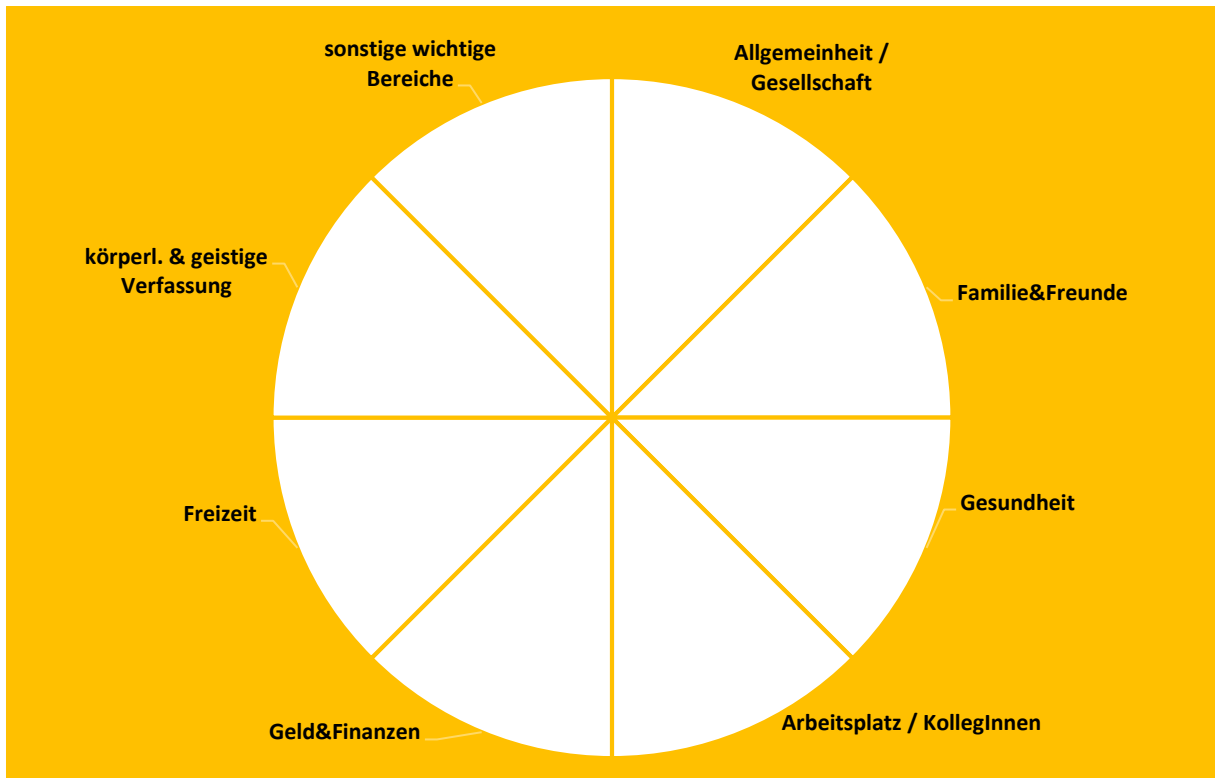 sonstige wichtige
Bereiche
Allgemeinheit /
Gesellschaft
körperl. & geistige
Verfassung
Familie&Freunde
Freizeit
Gesundheit
Geld&Finanzen
Arbeitsplatz / KollegInnen